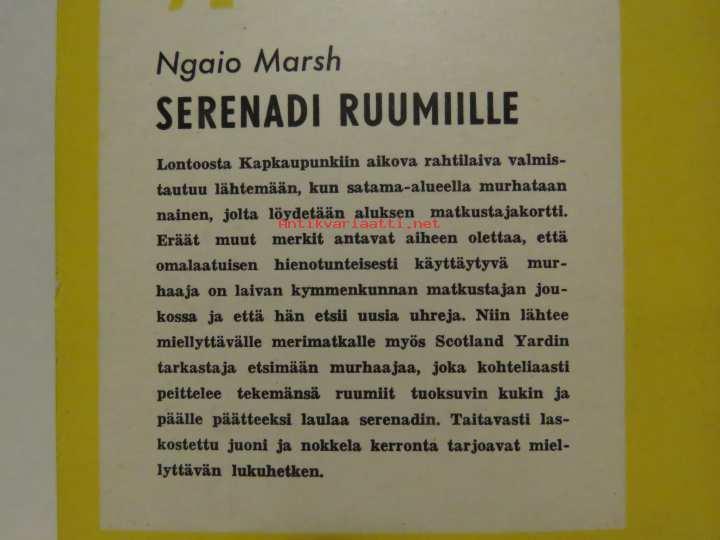 Ngaio Marsh
SERENADI RUUMIILLE
Lontoosta Kapkaupunkiin aikova rahtilaiva valmis-
tautuu lähtemään, kun satama-alueella murhataan
nainen, jolta löydetään aluksen matkustajakortti.
Antikvariaatti.net
Eräät muut merkit antavat aiheen olettaa, että
omalaatuisen hienotunteisesti käyttäytyvä mur-
haaja on laivan kymmenkunnan matkustajan jou-
kossa ja että hän etsii uusia uhreja. Niin lähtee
miellyttävälle merimatkalle myös Scotland Yardin
tarkastaja etsimään murhaajaa, joka kohteliaasti
peittelee tekemänsä ruumiit tuoksuvin kukin ja
päälle päätteeksi laulaa serenadin. Taitavasti las-
kostettu juoni ja nokkela kerronta tarjoavat miel-
lyttävän lukuhetken.